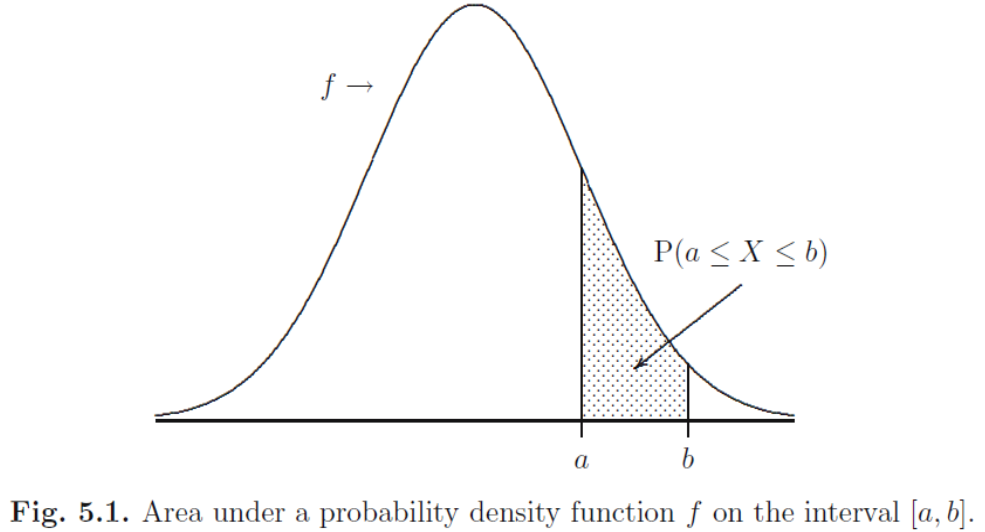 f →
P(a ≤ X ≤ b)
a
b
Fig. 5.1. Area under a probability density function f on the interval [a, b].